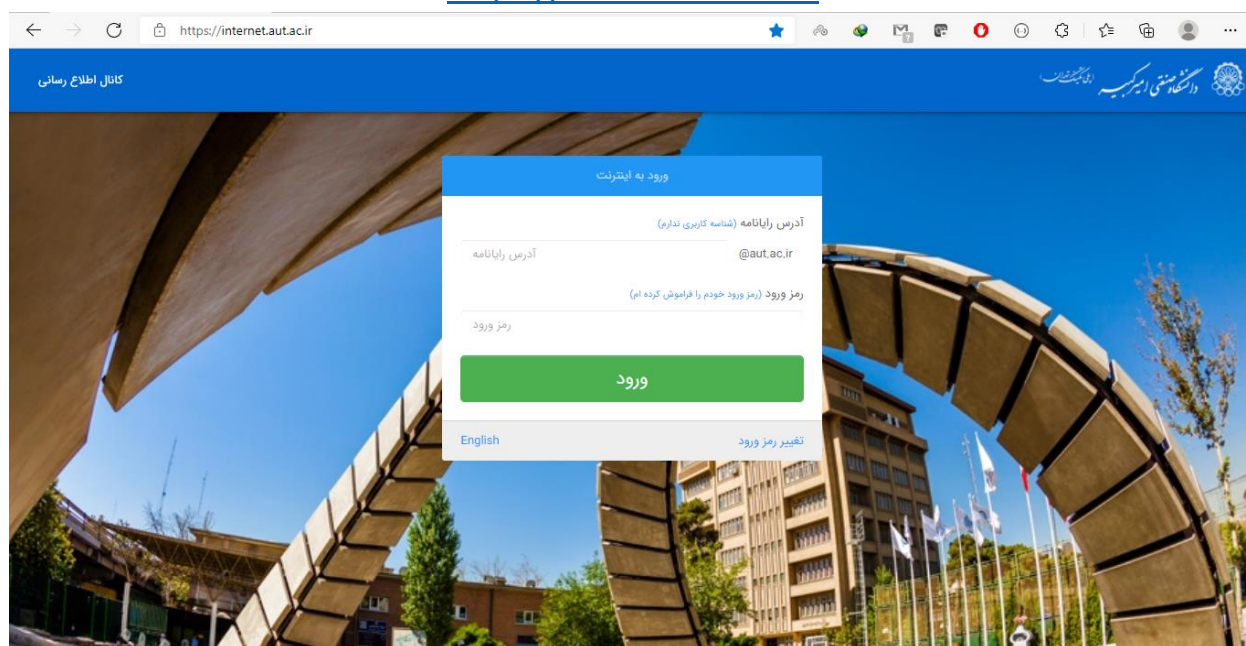 https://internet.aut.ac.ir
کانال اطلاع رسانی
دانشگاه صنعتی امیرکبیر
ورود به اینترنت
آدرس رایانامه (شناسه کاربری ندارم)
@aut.ac.ir آدرس رایانامه
رمز ورود (رمز ورود خودم را فراموش کرده ام)
رمز ورود
ورود
تغییر رمز ورود English